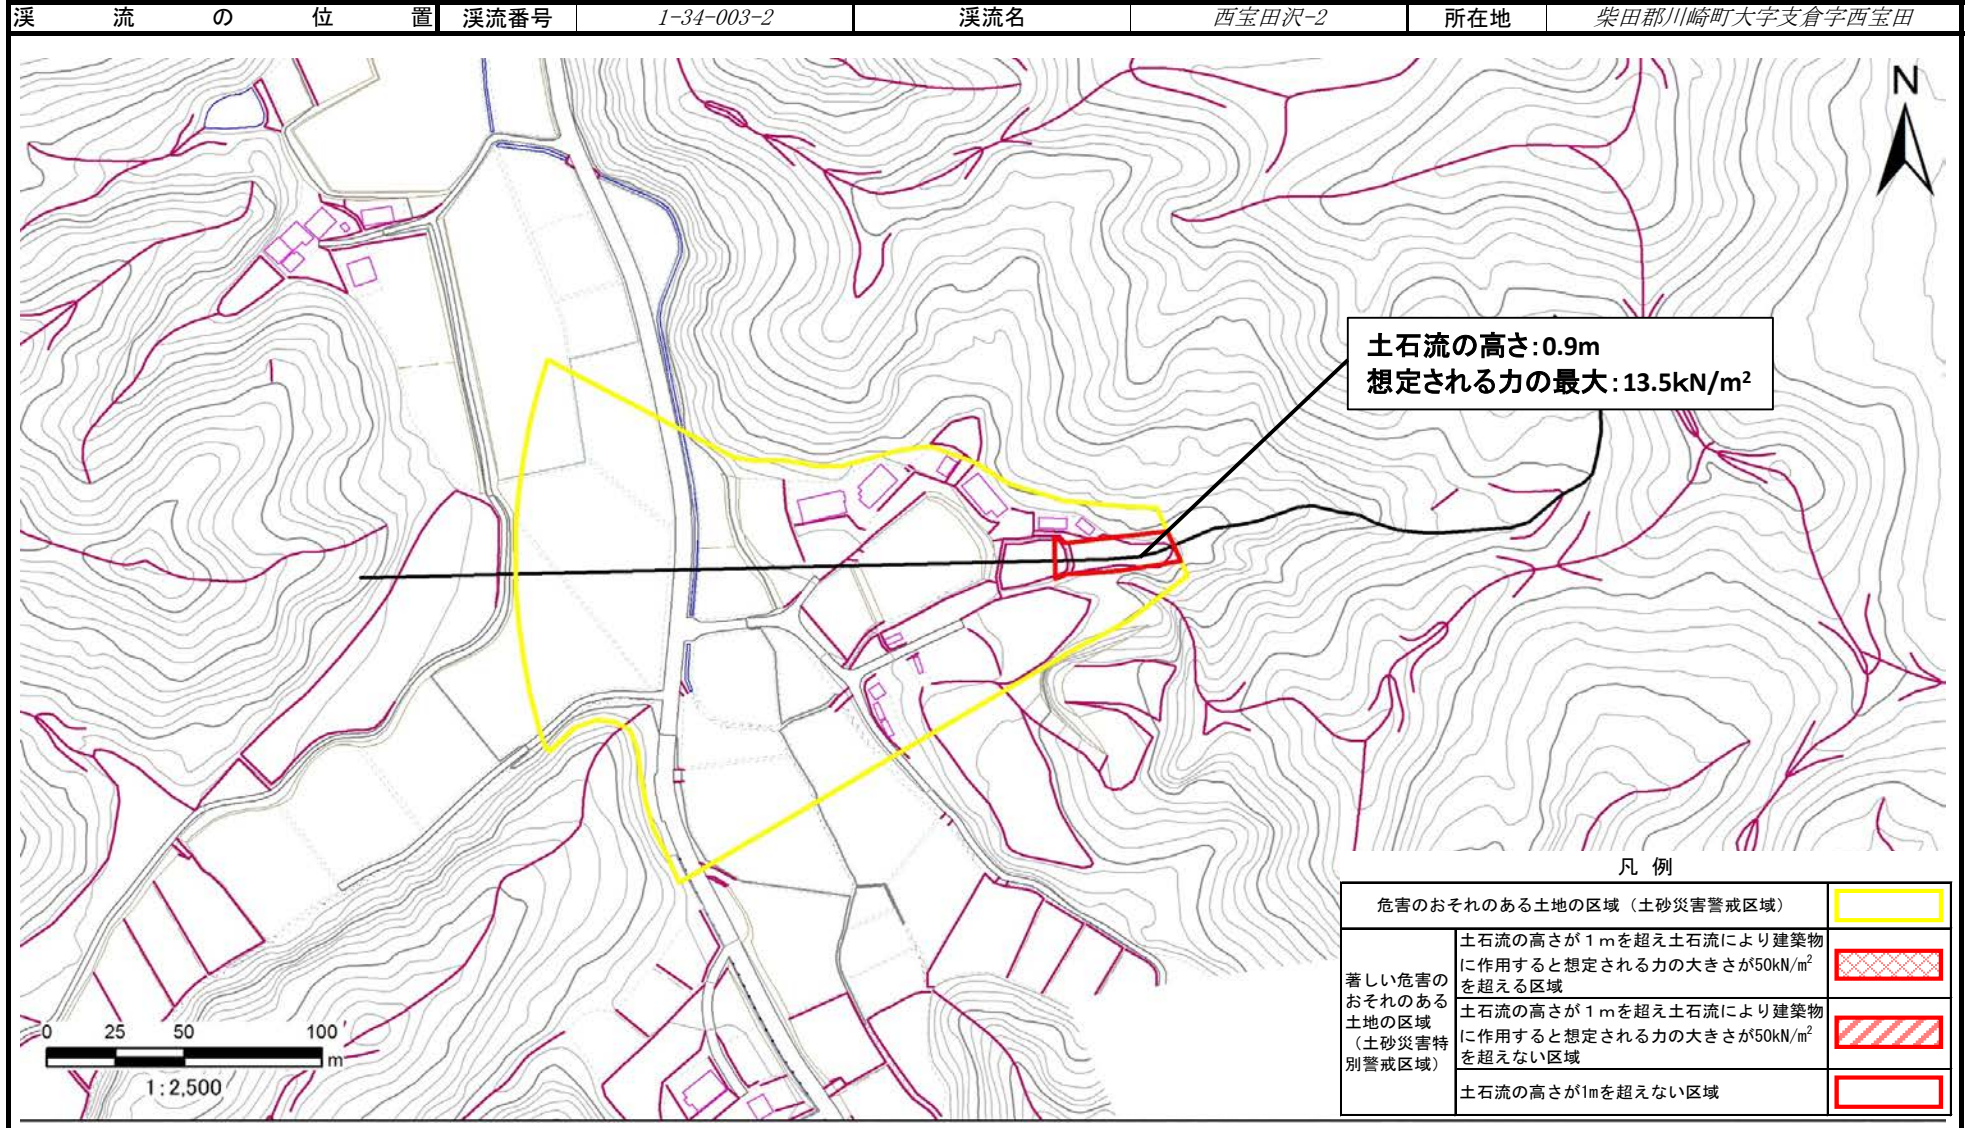 渓流の位置 渓流番号 1-34-003-2 渓流名 西宝田沢-2 所在地 柴田郡川崎町大字支倉字西宝田
N
土石流の高さ:0.9m
想定される力の最大:13.5kN/m²
凡 例
危害のおそれのある土地の区域（土砂災害警戒区域）
著しい危害の
おそれのある
土地の区域
（土砂災害特
別警戒区域）
土石流の高さが１ｍを超え土石流により建築物
に作用すると想定される力の大きさが50kN/m²
を超える区域
土石流の高さが１ｍを超え土石流により建築物
に作用すると想定される力の大きさが50kN/m²
を超えない区域
土石流の高さが1mを超えない区域
0 25 50 100
m
1:2,500